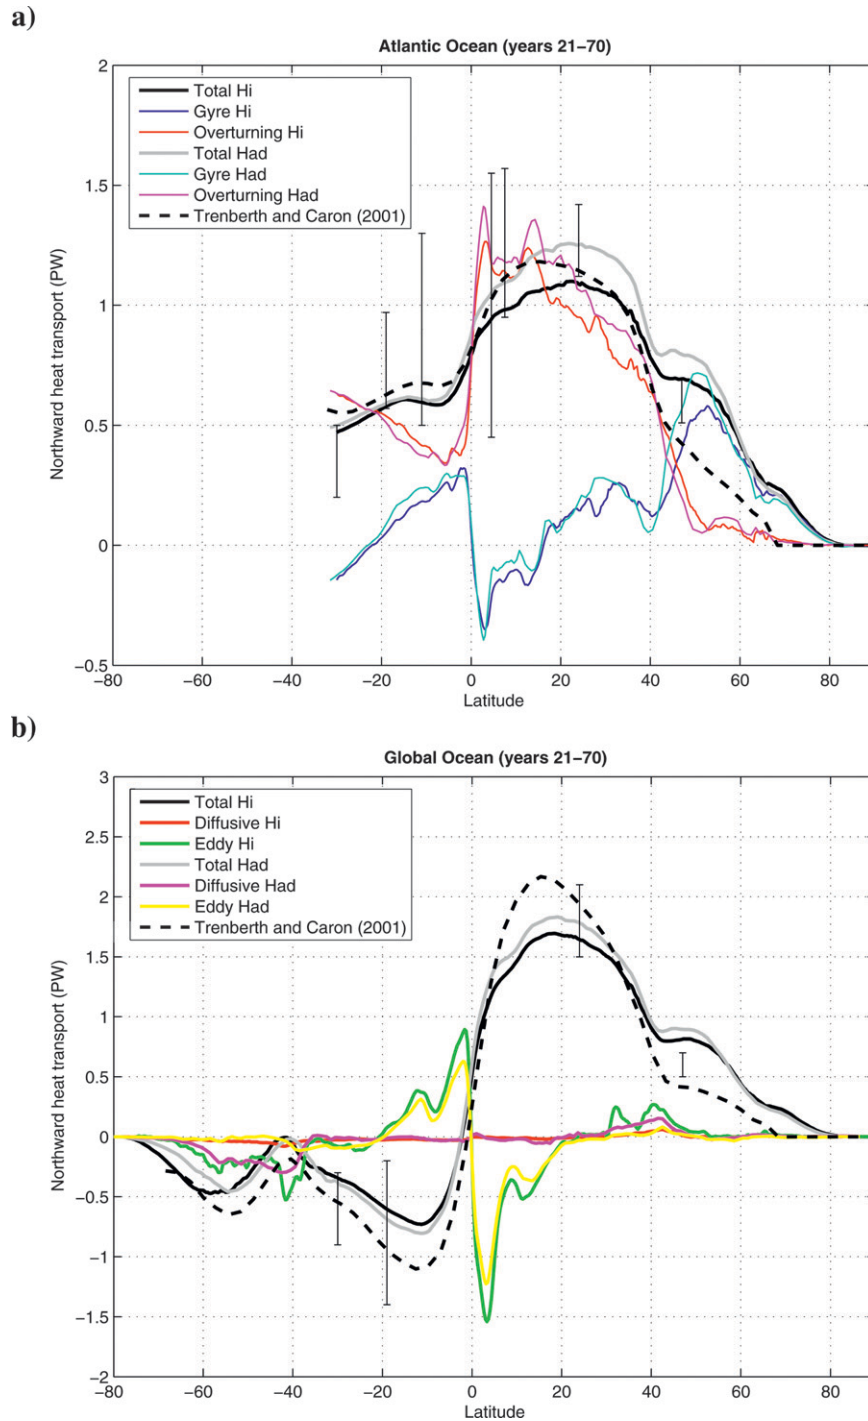 a)
Atlantic Ocean (years 21−70)
2
Total Hi
Gyre Hi
Overturning Hi
Total Had
Gyre Had
Overturning Had
Trenberth and Caron (2001)
1.5
1
0.5
0
−0.5
Northward heat transport (PW)
−80 −60 −40 −20 0 20 40 60 80
Latitude
b)
Global Ocean (years 21−70)
3
Total Hi
Diffusive Hi
Eddy Hi
Total Had
Diffusive Had
Eddy Had
Trenberth and Caron (2001)
2.5
2
1.5
1
0.5
0
−0.5
−1
−1.5
−2
Northward heat transport (PW)
−80 −60 −40 −20 0 20 40 60 80
Latitude